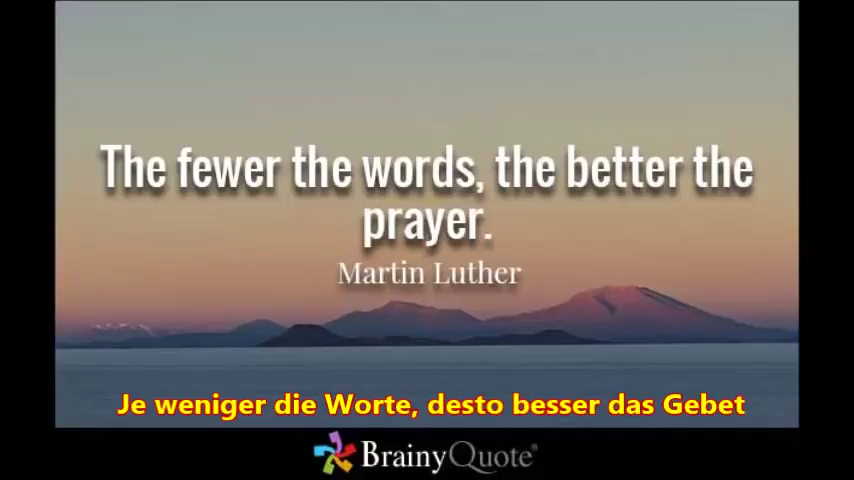 The fewer the words, the better the
prayer.
Martin Luther
Je weniger die Worte, desto besser das Gebet
BrainyQuote®